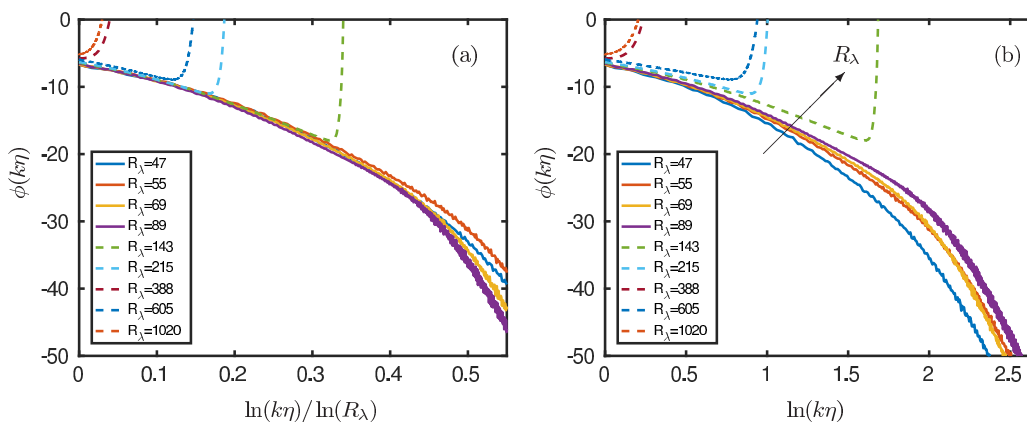 (a)
0
-10
-20
-30
-40
-50
ϕ(kη)
R_λ=47
R_λ=55
R_λ=69
R_λ=89
R_λ=143
R_λ=215
R_λ=388
R_λ=605
R_λ=1020
0 0.1 0.2 0.3 0.4 0.5
ln(kη)/ln(R_λ)
(b)
R_λ
0
-10
-20
-30
-40
-50
ϕ(kη)
R_λ=47
R_λ=55
R_λ=69
R_λ=89
R_λ=143
R_λ=215
R_λ=388
R_λ=605
R_λ=1020
0 0.5 1 1.5 2 2.5
ln(kη)